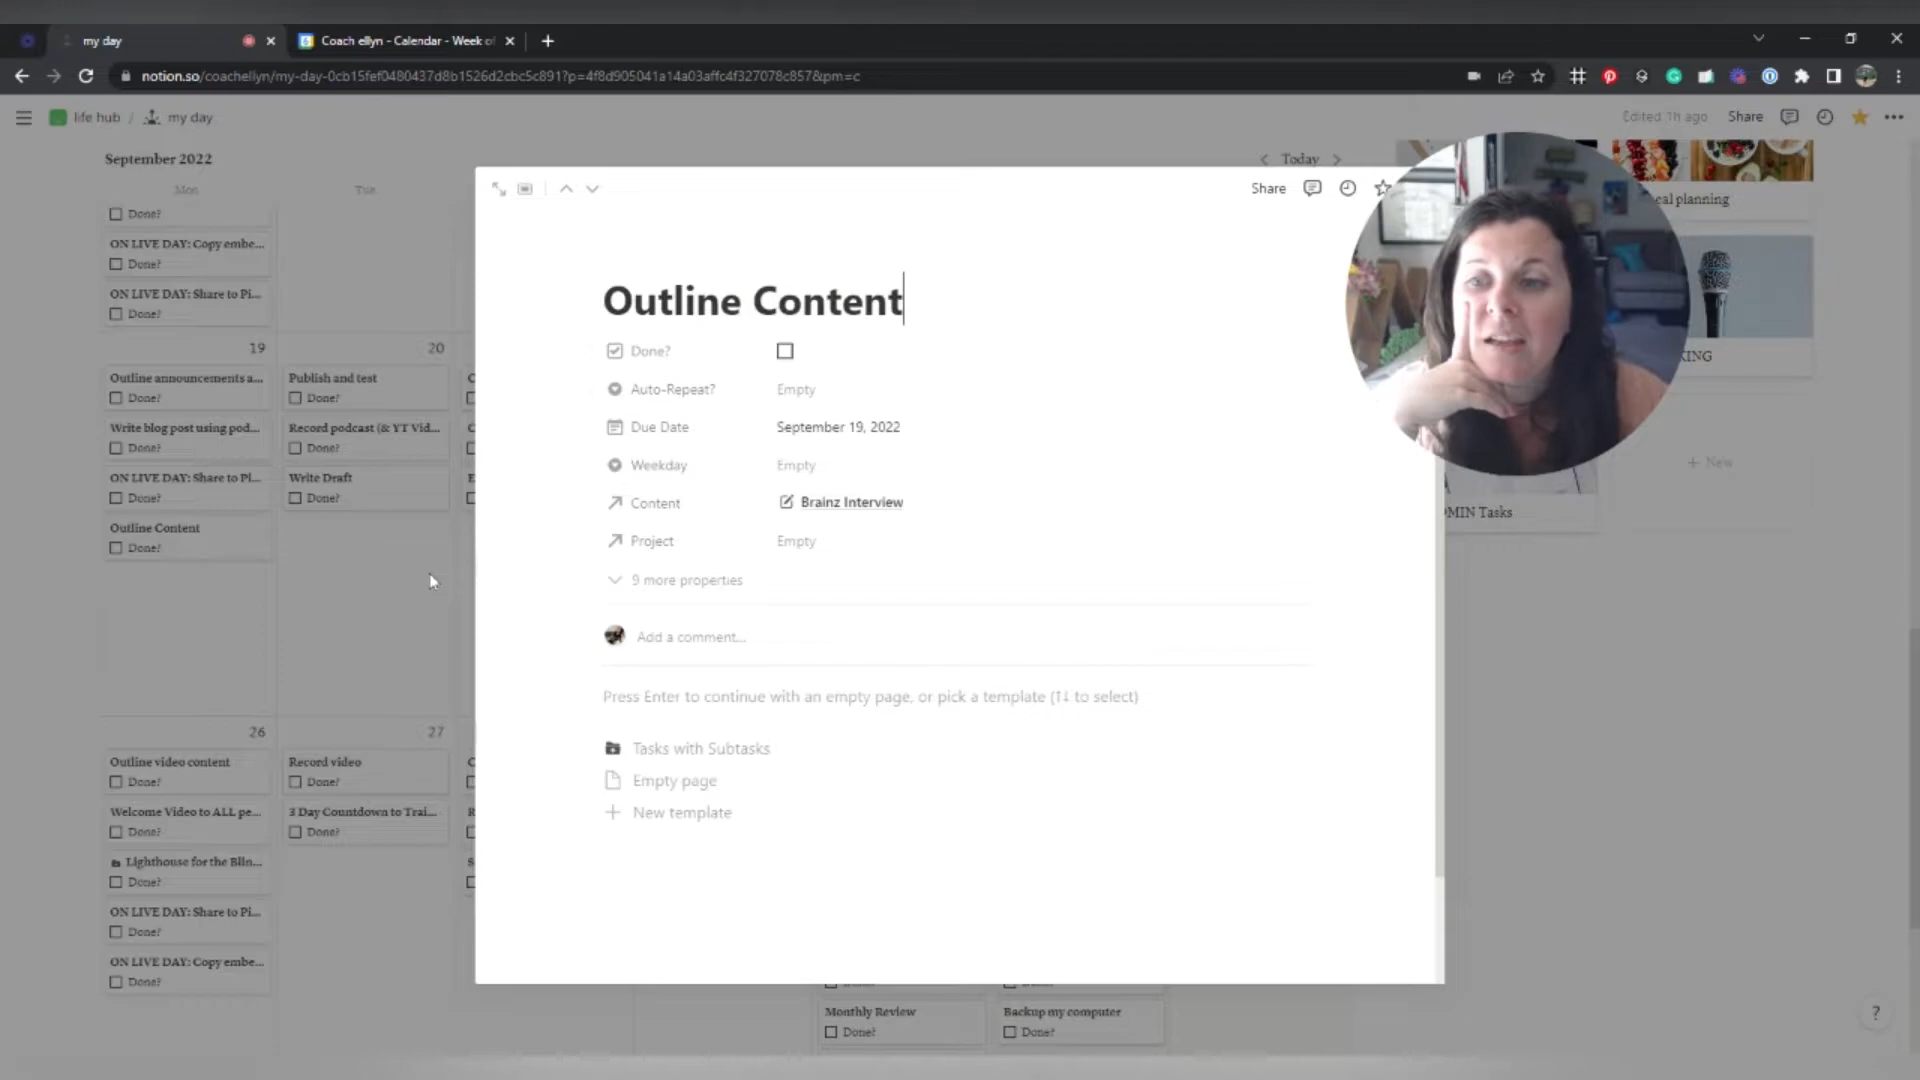 my day
Coach ellyn - Calendar - Week of
notion.so/coachellyn/my-day-0cb15fef0480437d8b1526d2cbc5c891?p=4f8d905041a14a03affc4f327078c857&pm=c
life hub / my day
Edited 1h ago Share
September 2022
Today
Mon Tue
Done?
ON LIVE DAY: Copy embe...
Done?
ON LIVE DAY: Share to Pi...
Done?
19 20
Outline announcements a...
Done?
Publish and test
Done?
Write blog post using pod...
Done?
Record podcast (& YT Vid...
Done?
ON LIVE DAY: Share to Pi...
Done?
Write Draft
Done?
Outline Content
Done?
26 27
Outline video content
Done?
Record video
Done?
Welcome Video to ALL pe...
Done?
3 Day Countdown to Trai...
Done?
Lighthouse for the Blin...
Done?
ON LIVE DAY: Share to Pi...
Done?
ON LIVE DAY: Copy embe...
Done?
Share
Outline Content
Done?
Auto-Repeat? Empty
Due Date September 19, 2022
Weekday Empty
Content Brainz Interview
Project Empty
9 more properties
Add a comment...
Press Enter to continue with an empty page, or pick a template (↑↓ to select)
Tasks with Subtasks
Empty page
+ New template
Monthly Review
Done?
Backup my computer
Done?
eal planning
KING
+ New
MIN Tasks
?